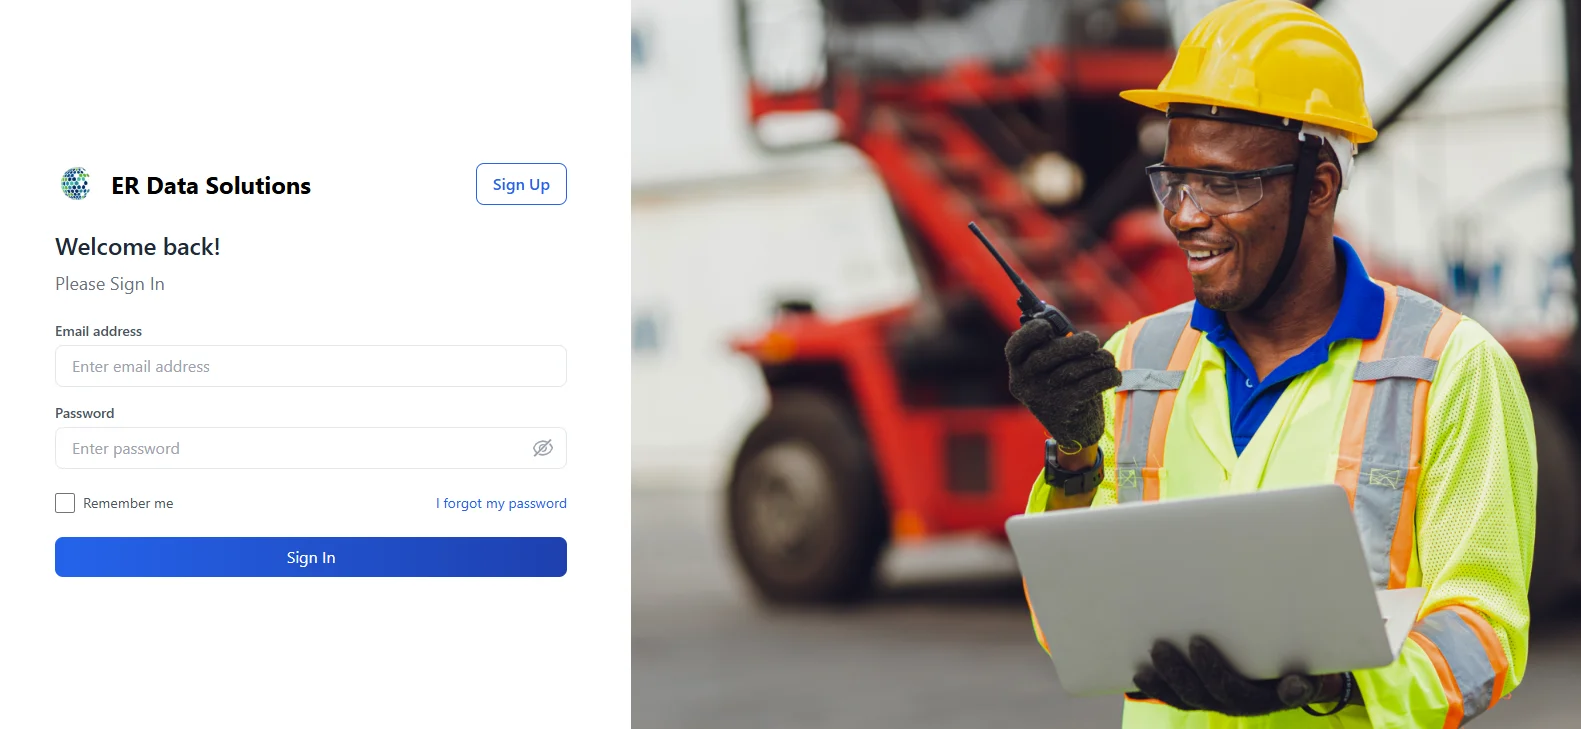 ER Data Solutions
Sign Up
Welcome back!
Please Sign In
Email address
Enter email address
Password
Enter password
Remember me
I forgot my password
Sign In